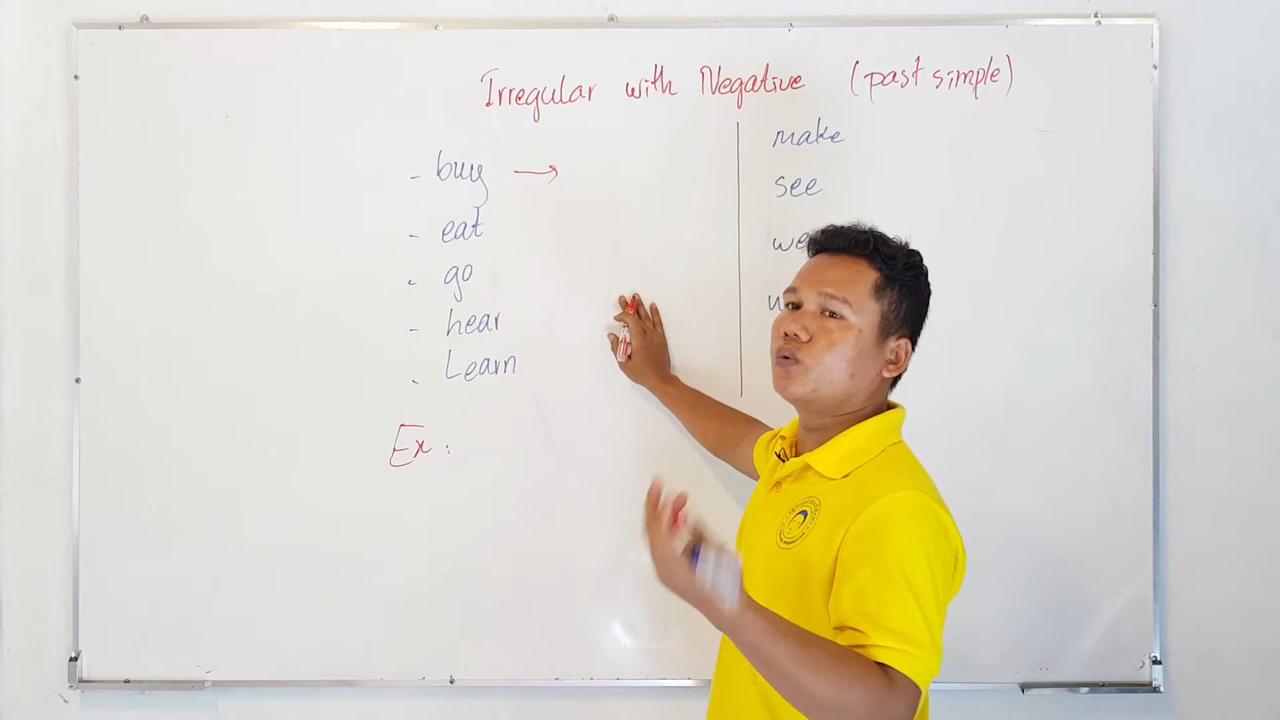 Irregular with Negative (past simple)
- buy →
- eat
- go
- hear
- Learn
Ex :
make
see